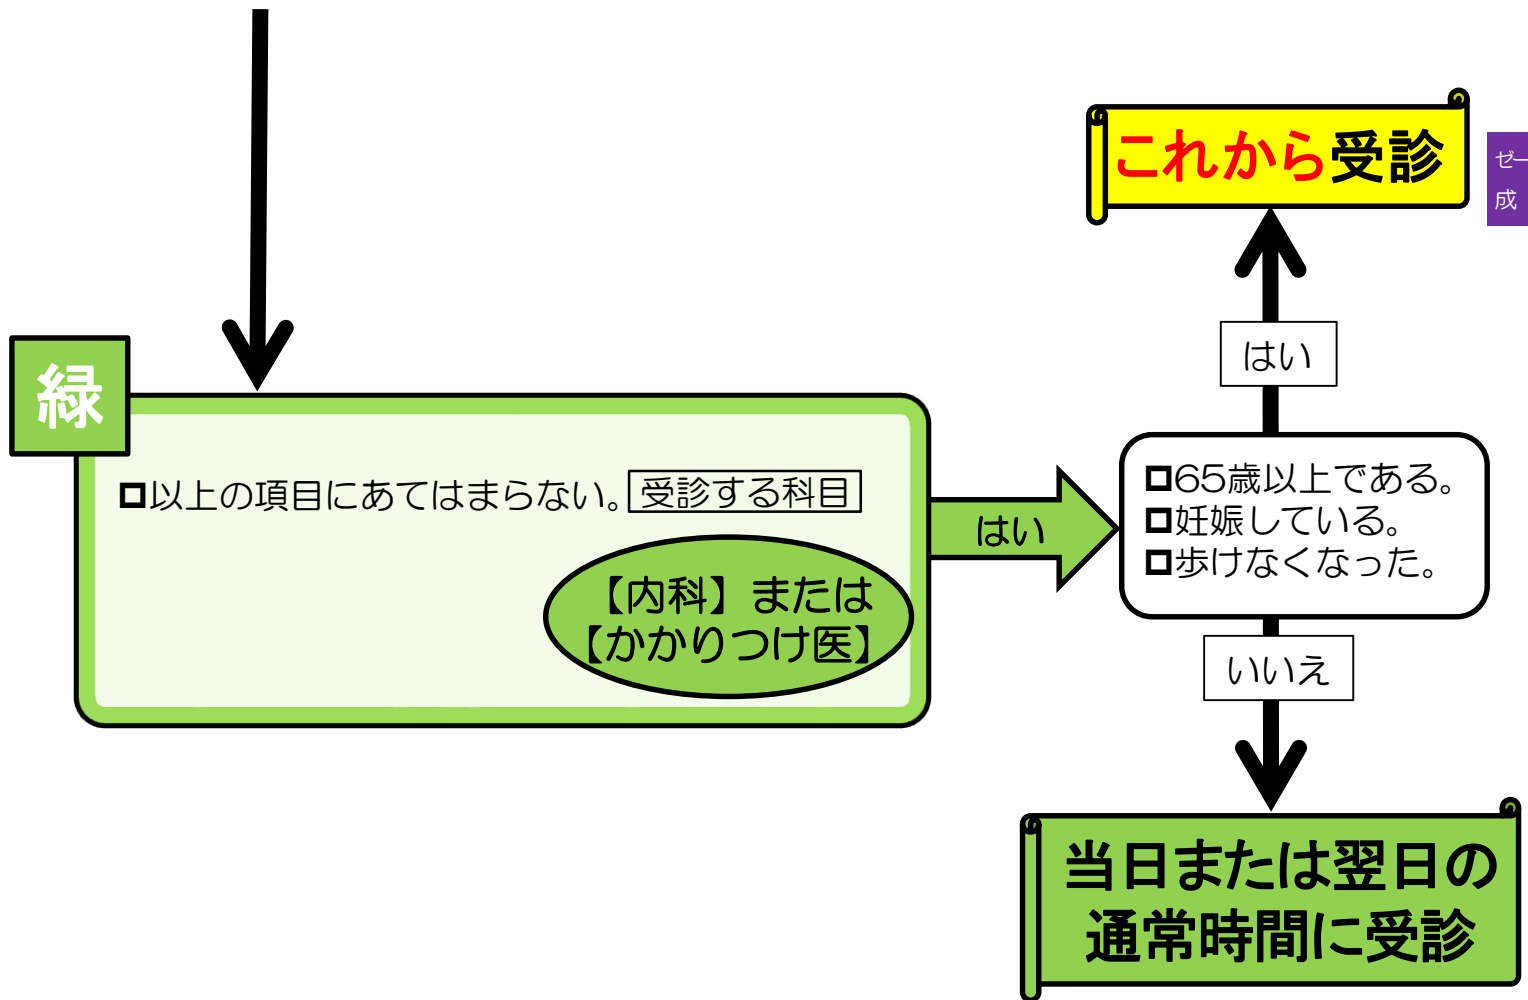 これから受診
ゼー
成
はい
緑
□以上の項目にあてはまらない。 受診する科目
【内科】または
【かかりつけ医】
はい
□65歳以上である。
□妊娠している。
□歩けなくなった。
いいえ
当日または翌日の
通常時間に受診